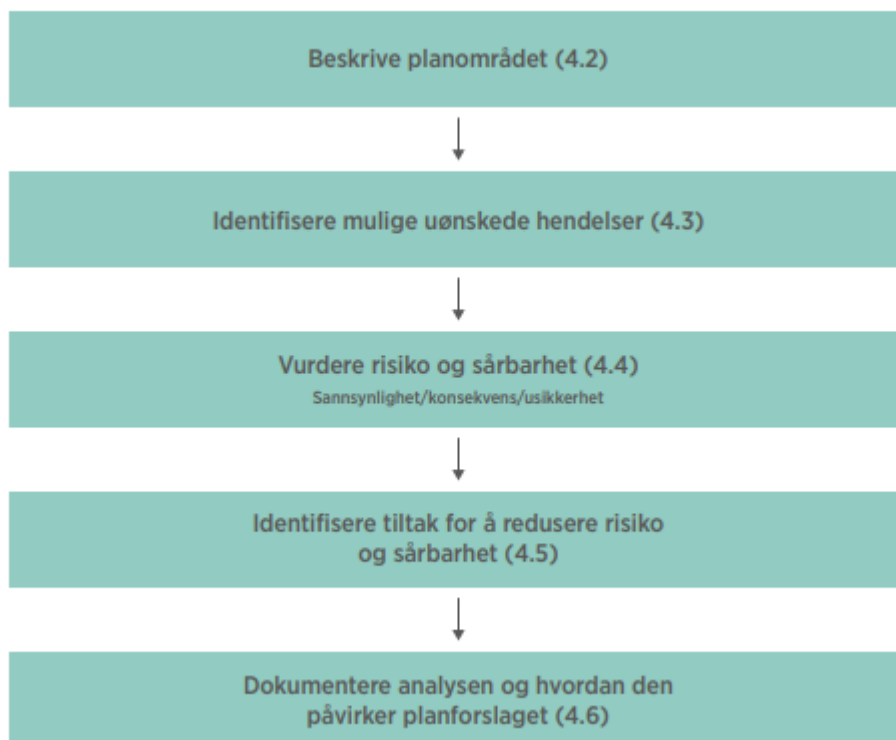 Beskrive planområdet (4.2)
Identifisere mulige uønskede hendelser (4.3)
Vurdere risiko og sårbarhet (4.4)
Sannsynlighet/konsekvens/usikkerhet
Identifisere tiltak for å redusere risiko
og sårbarhet (4.5)
Dokumentere analysen og hvordan den
påvirker planforslaget (4.6)